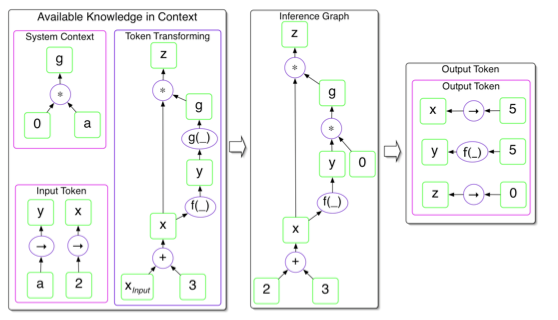 Available Knowledge in Context
System Context
g
*
0 a
Input Token
y x
→ →
a 2
Token Transforming
z
*
g
g(_)
y
f(_)
x
+
xInput 3
Inference Graph
z
*
g
*
y 0
f(_)
x
+
2 3
Output Token
Output Token
x → 5
y f(_) 5
z → 0